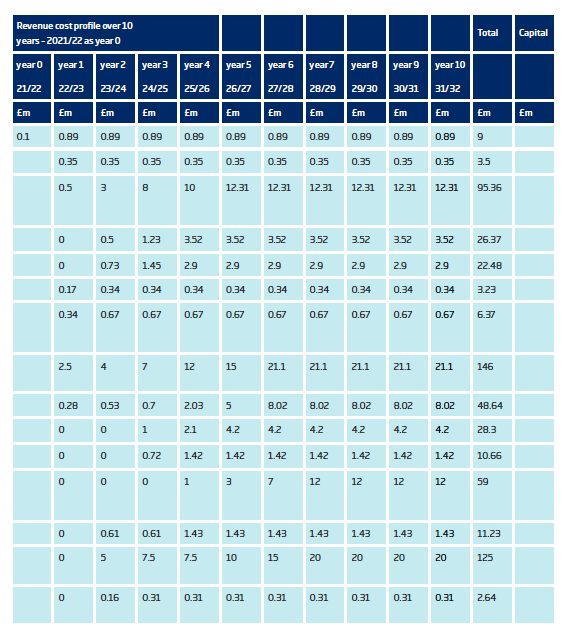 Revenue cost profile over 10 Total Capital
years - 2021/22 as year 0
year 0 year 1 year 2 year 3 year 4 year 5 year 6 year7 year 8 year 9 year 10
21/22 22/23 23/24 24/25 25/26 26/27 27/28 28/29 29/30 30/31 31/32
£m £m £m £m £m £m £m £m £m £m £m £m £m
0.1 0.89 0.89 0.89 0.89 0.89 0.89 0.89 0.89 0.89 0.89 9
0.35 0.35 0.35 0.35 0.35 0.35 0.35 0.35 0.35 0.35 3.5
0.5 3 8 10 12.31 12.31 12.31 12.31 12.31 12.31 95.36
0 0.5 1.23 3.52 3.52 3.52 3.52 3.52 3.52 3.52 26.37
0 0.73 1.45 2.9 2.9 2.9 2.9 2.9 2.9 2.9 22.48
0.17 0.34 0.34 0.34 0.34 0.34 0.34 0.34 0.34 0.34 3.23
0.34 0.67 0.67 0.67 0.67 0.67 0.67 0.67 0.67 0.67 6.37
2.5 4 7 12 15 21.1 21.1 21.1 21.1 21.1 146
0.28 0.53 0.7 2.03 5 8.02 8.02 8.02 8.02 8.02 48.64
0 0 1 2.1 4.2 4.2 4.2 4.2 4.2 4.2 28.3
0 0 0.72 1.42 1.42 1.42 1.42 1.42 1.42 1.42 10.66
0 0 0 1 3 7 12 12 12 12 59
0 0.61 0.61 1.43 1.43 1.43 1.43 1.43 1.43 1.43 11.23
0 5 7.5 7.5 10 15 20 20 20 20 125
0 0.16 0.31 0.31 0.31 0.31 0.31 0.31 0.31 0.31 2.64